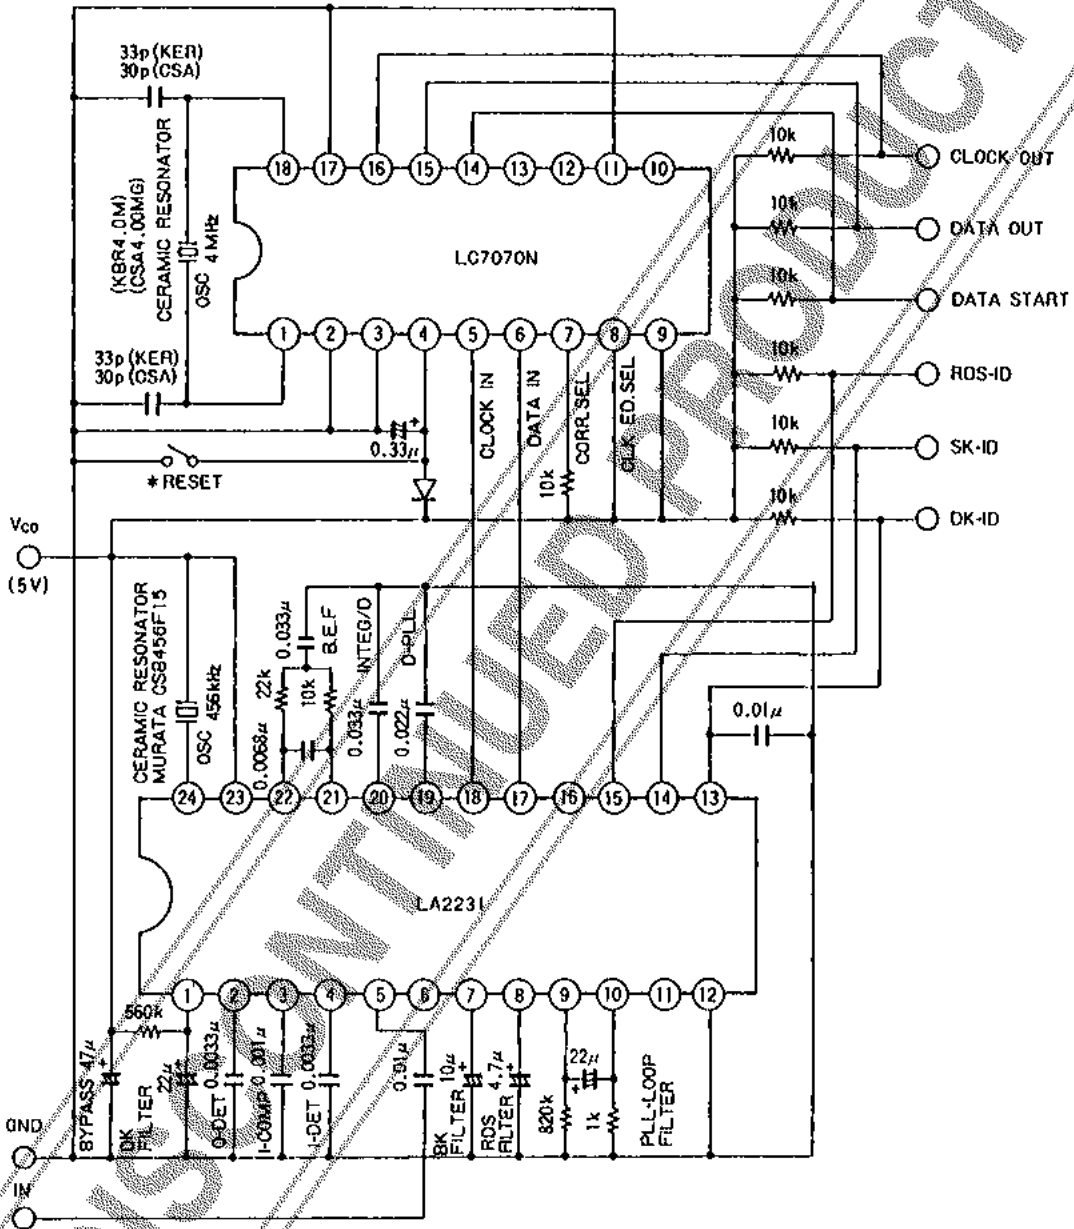 33p (KER)
30p (CSA)
(KBR4.0M)
(CSA4.00MG)
CERAMIC RESONATOR
OSC 4MHz
18 17 16 15 14 13 12 11 10
LC7070N
1 2 3 4 5 6 7 8 9
33p (KER)
30p (CSA)
0.33μ
+
* RESET
CLOCK IN
DATA IN
CORR.SEL
CLK ED.SEL
10k
10k
CLOCK OUT
10k
DATA OUT
10k
DATA START
10k
RDS-ID
10k
SK-ID
10k
DK-ID
Vcc
(5V)
CERAMIC RESONATOR
MURATA CSB456F15
OSC 456kHz
0.033μ
B.E.F
22k
10k
0.0068μ
INTEG/D
0.033μ
D-PLL
0.022μ
0.01μ
24 23 22 21 20 19 18 17 16 15 14 13
LA2231
1 2 3 4 5 6 7 8 9 10 11 12
560k
BYPASS 47μ
+
DK FILTER
22μ
+
Q-DET 0.0033μ
I-COMP 0.001μ
I-DET 0.0033μ
0.01μ
BK FILTER
10μ
+
RDS FILTER
4.7μ
+
22μ
+
820k
1k
PLL-LOOP
FILTER
GND
IN
DISCONTINUED PRODUCT